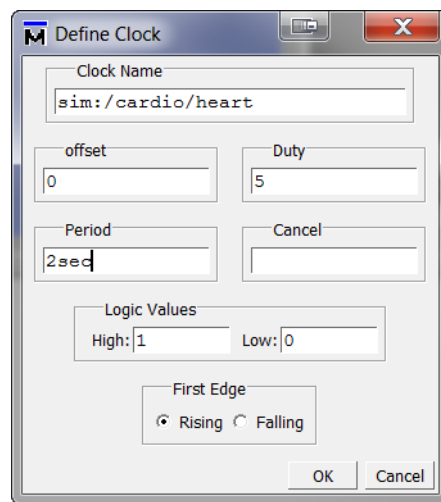 Define Clock
Clock Name
sim:/cardio/heart
offset
Duty
0
5
Period
Cancel
2sec
Logic Values
High: 1 Low: 0
First Edge
Rising Falling
OK Cancel